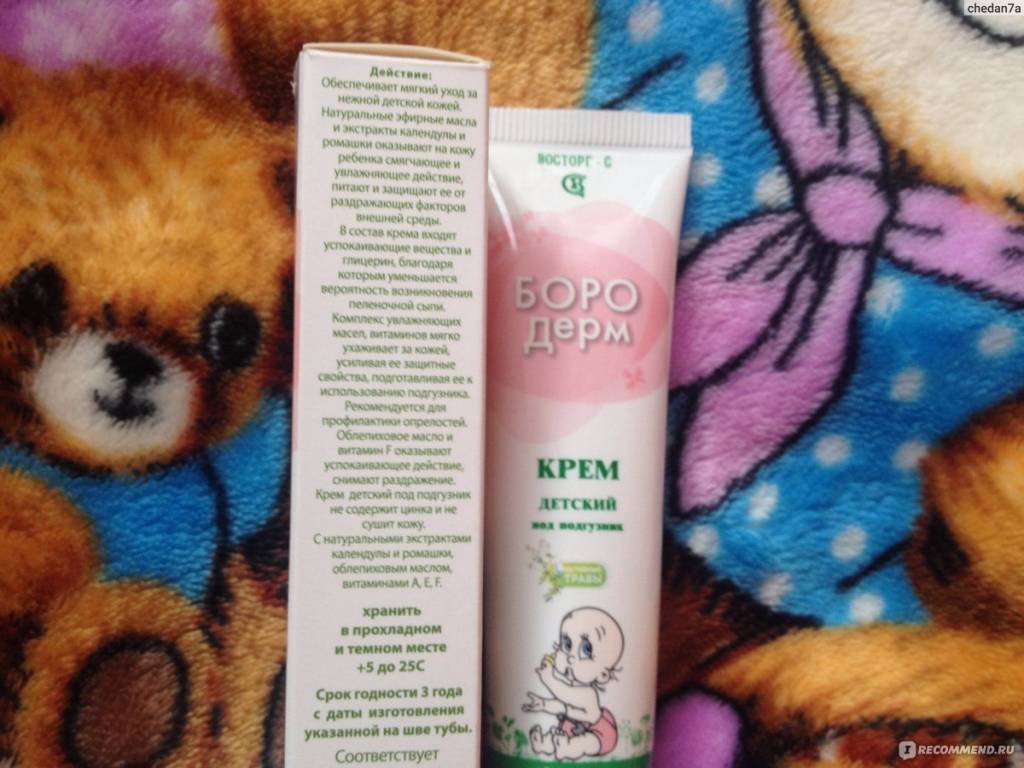 chedan7a
Действие:
Обеспечивает мягкий уход за
нежной детской кожей.
Натуральные эфирные масла
и экстракты календулы и
ромашки оказывают на кожу
ребенка смягчающее и
увлажняющее действие,
питают и защищают ее от
раздражающих факторов
внешней среды.
В состав крема входят
успокаивающие вещества и
глицерин, благодаря
которым уменьшается
вероятность возникновения
пеленочной сыпи.
Комплекс увлажняющих
масел, витаминов мягко
ухаживает за кожей,
усиливая ее защитные
свойства, подготавливая ее к
использованию подгузника.
Рекомендуется для
профилактики опрелостей.
Облепиховое масло и
витамин F оказывают
успокаивающее действие,
снимают раздражение.
Крем детский под подгузник
не содержит цинка и не
сушит кожу.
С натуральными экстрактами
календулы и ромашки,
облепиховым маслом,
витаминами А, Е, F.
хранить
в прохладном
и темном месте
+5 до 25С
Срок годности 3 года
с даты изготовления
указанной на шве тубы.
Соответствует
ВОСТОРГ - С
БОРО
дерм
КРЕМ
ДЕТСКИЙ
под подгузник
ТРАВЫ
RECOMMEND.RU